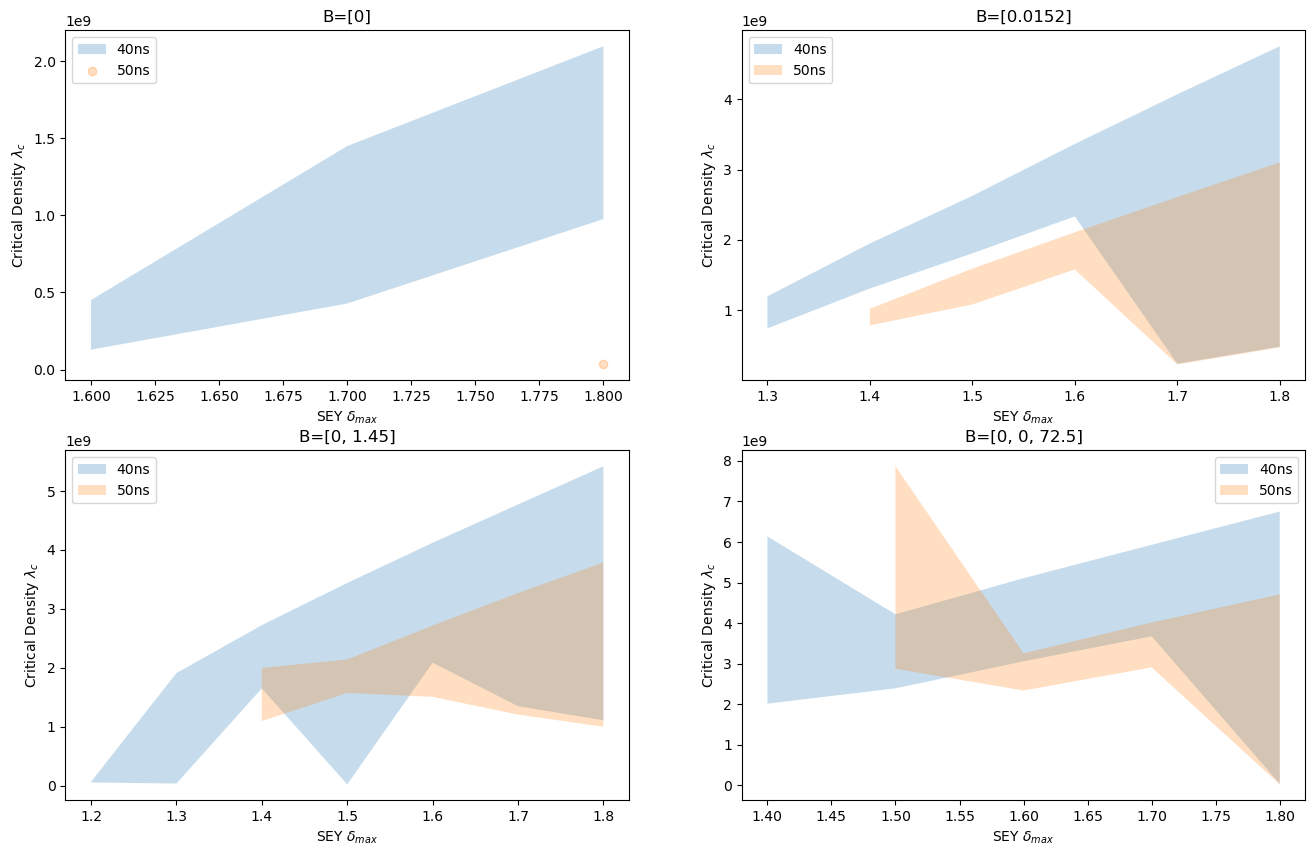 B=[0]
1e9
40ns
50ns
Critical Density λc
2.0
1.5
1.0
0.5
0.0
1.600 1.625 1.650 1.675 1.700 1.725 1.750 1.775 1.800
SEY δmax
B=[0.0152]
1e9
40ns
50ns
Critical Density λc
4
3
2
1
1.3 1.4 1.5 1.6 1.7 1.8
SEY δmax
B=[0, 1.45]
1e9
40ns
50ns
Critical Density λc
5
4
3
2
1
0
1.2 1.3 1.4 1.5 1.6 1.7 1.8
SEY δmax
B=[0, 0, 72.5]
1e9
40ns
50ns
Critical Density λc
8
7
6
5
4
3
2
1
0
1.40 1.45 1.50 1.55 1.60 1.65 1.70 1.75 1.80
SEY δmax